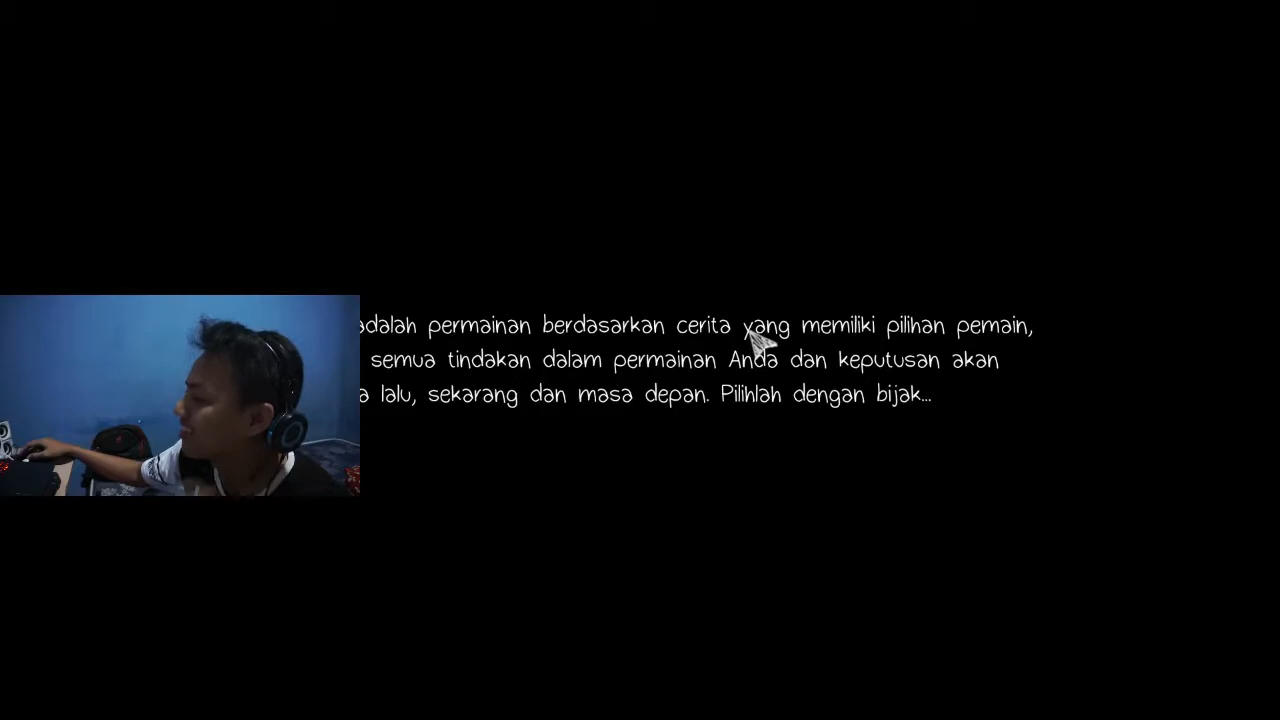 adalah permainan berdasarkan cerita yang memiliki pilihan pemain,
semua tindakan dalam permainan Anda dan keputusan akan
lalu, sekarang dan masa depan. Pilihlah dengan bijak...